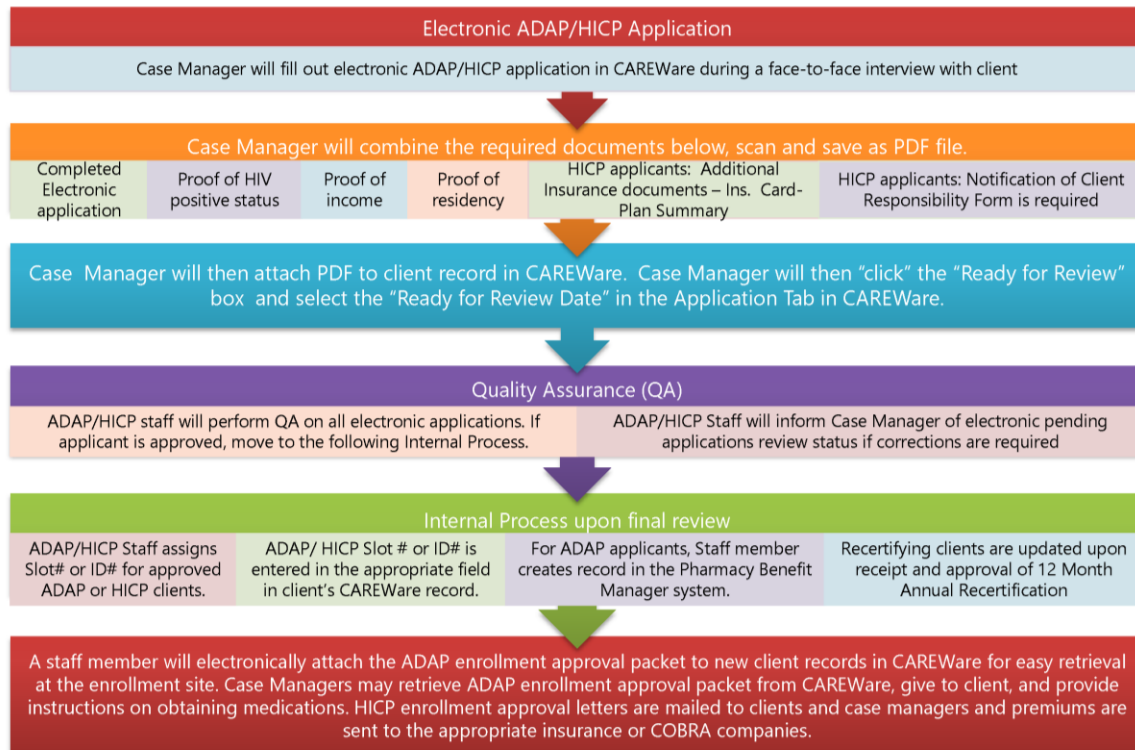 Electronic ADAP/HICP Application
Case Manager will fill out electronic ADAP/HICP application in CAREWare during a face-to-face interview with client
Case Manager will combine the required documents below, scan and save as PDF file.
Completed
Electronic
application
Proof of HIV
positive status
Proof of
income
Proof of
residency
HICP applicants: Additional
Insurance documents – Ins. Card-
Plan Summary
HICP applicants: Notification of Client
Responsibility Form is required
Case Manager will then attach PDF to client record in CAREWare. Case Manager will then “click” the “Ready for Review”
box and select the “Ready for Review Date” in the Application Tab in CAREWare.
Quality Assurance (QA)
ADAP/HICP staff will perform QA on all electronic applications. If
applicant is approved, move to the following Internal Process.
ADAP/HICP Staff will inform Case Manager of electronic pending
applications review status if corrections are required
Internal Process upon final review
ADAP/HICP Staff assigns
Slot# or ID# for approved
ADAP or HICP clients.
ADAP/ HICP Slot # or ID# is
entered in the appropriate field
in client’s CAREWare record.
For ADAP applicants, Staff member
creates record in the Pharmacy Benefit
Manager system.
Recertifying clients are updated upon
receipt and approval of 12 Month
Annual Recertification
A staff member will electronically attach the ADAP enrollment approval packet to new client records in CAREWare for easy retrieval
at the enrollment site. Case Managers may retrieve ADAP enrollment approval packet from CAREWare, give to client, and provide
instructions on obtaining medications. HICP enrollment approval letters are mailed to clients and case managers and premiums are
sent to the appropriate insurance or COBRA companies.